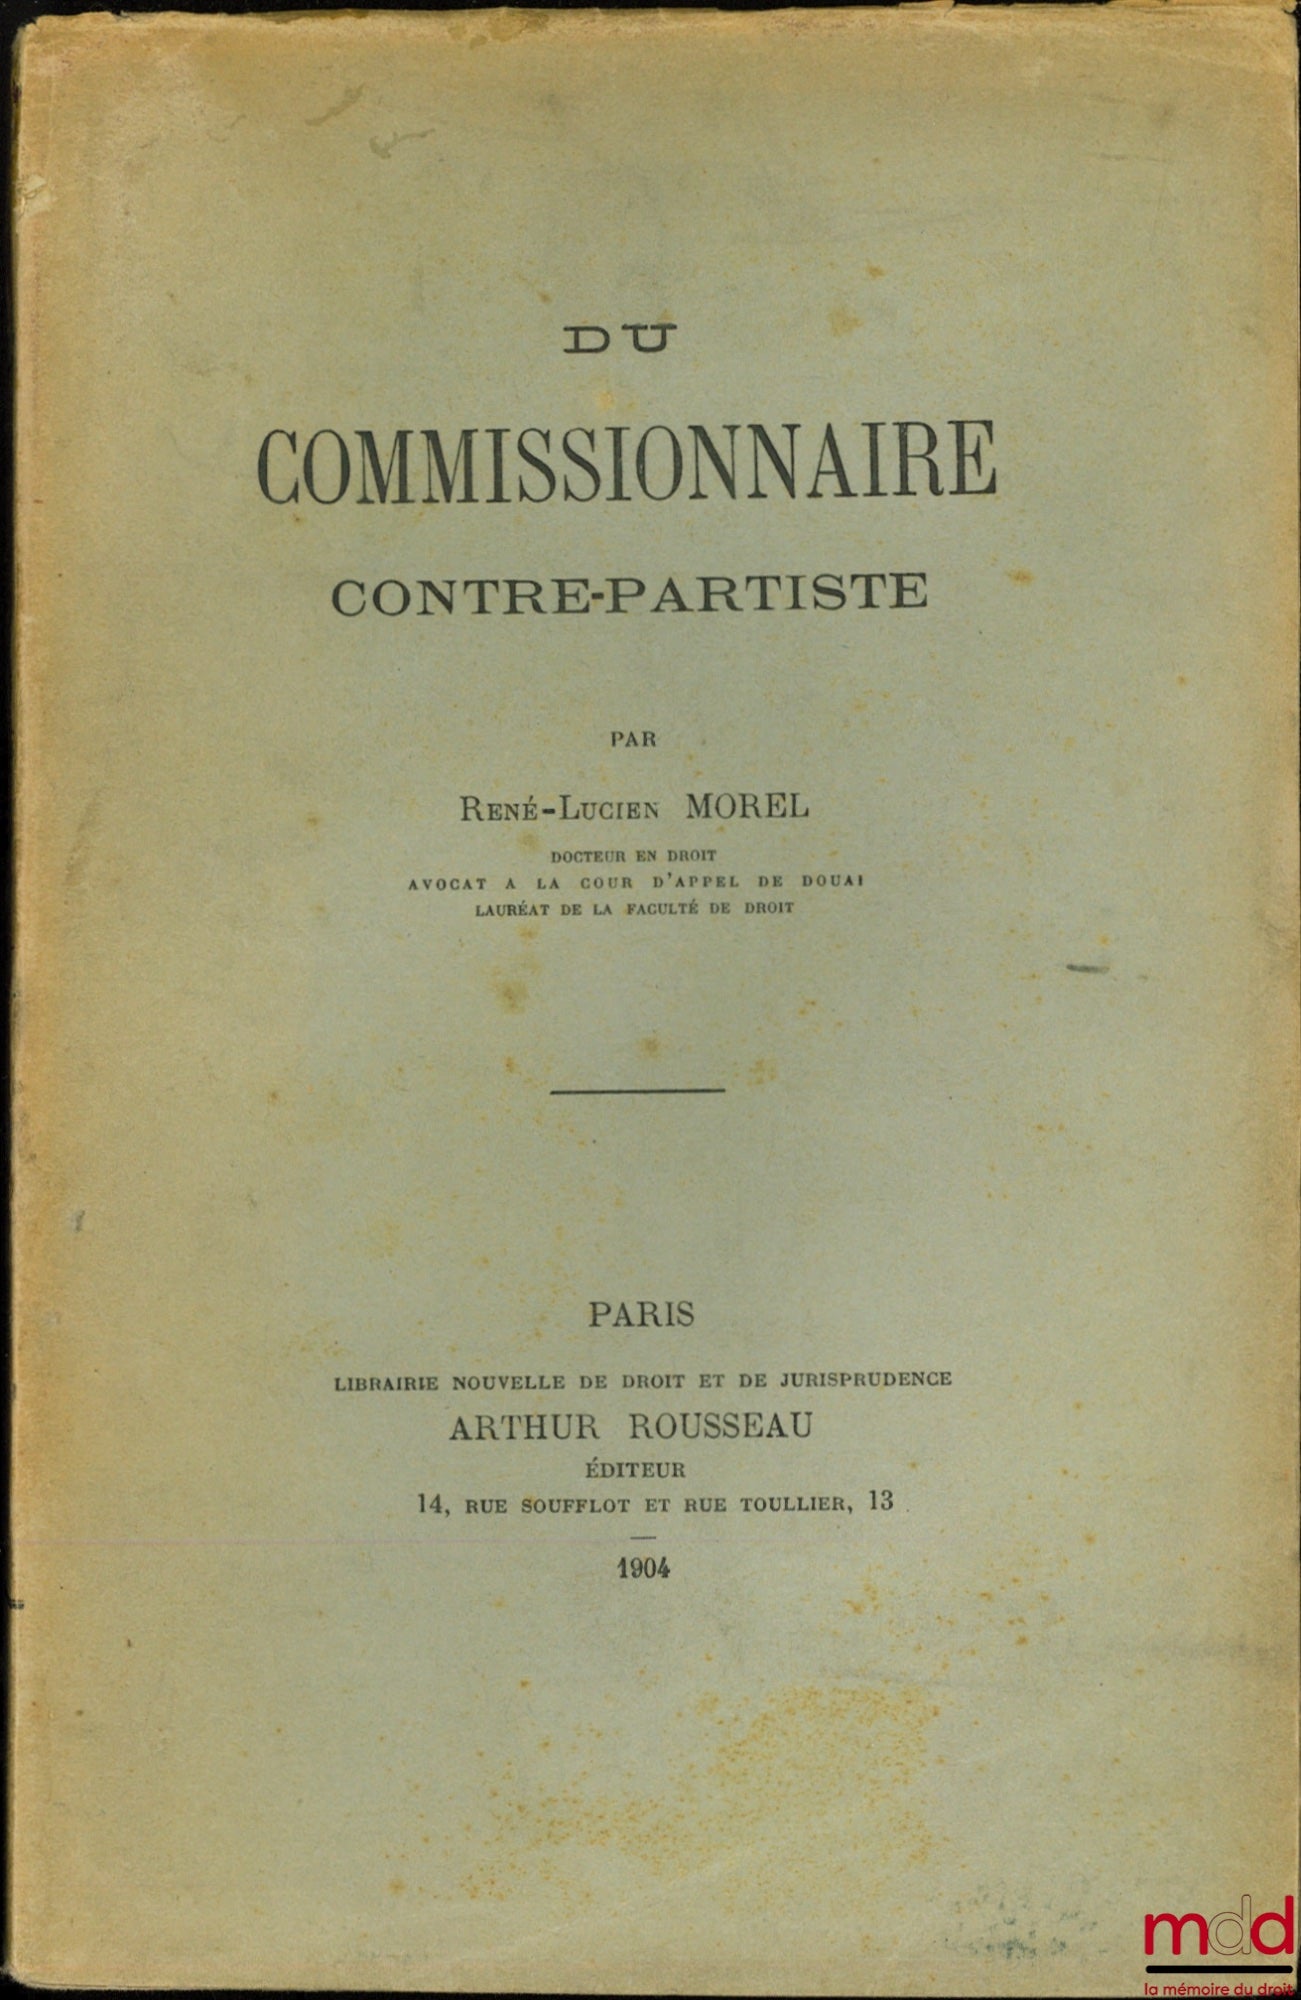 DU
COMMISSIONNAIRE
CONTRE-PARTISTE
PAR
RENÉ-LUCIEN MOREL
DOCTEUR EN DROIT
AVOCAT A LA COUR D'APPEL DE DOUAI
LAURÉAT DE LA FACULTÉ DE DROIT
PARIS
LIBRAIRIE NOUVELLE DE DROIT ET DE JURISPRUDENCE
ARTHUR ROUSSEAU
ÉDITEUR
14, RUE SOUFFLOT ET RUE TOULLIER, 13
1904
mdd
la mémoire du droit